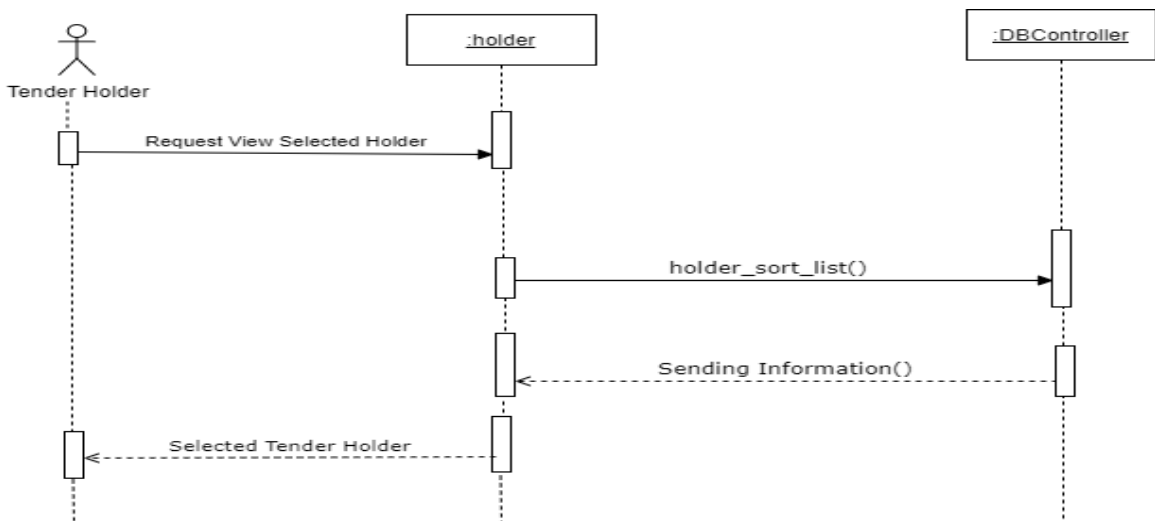 :holder
:DBController
Tender Holder
Request View Selected Holder
holder_sort_list()
Sending Information()
Selected Tender Holder